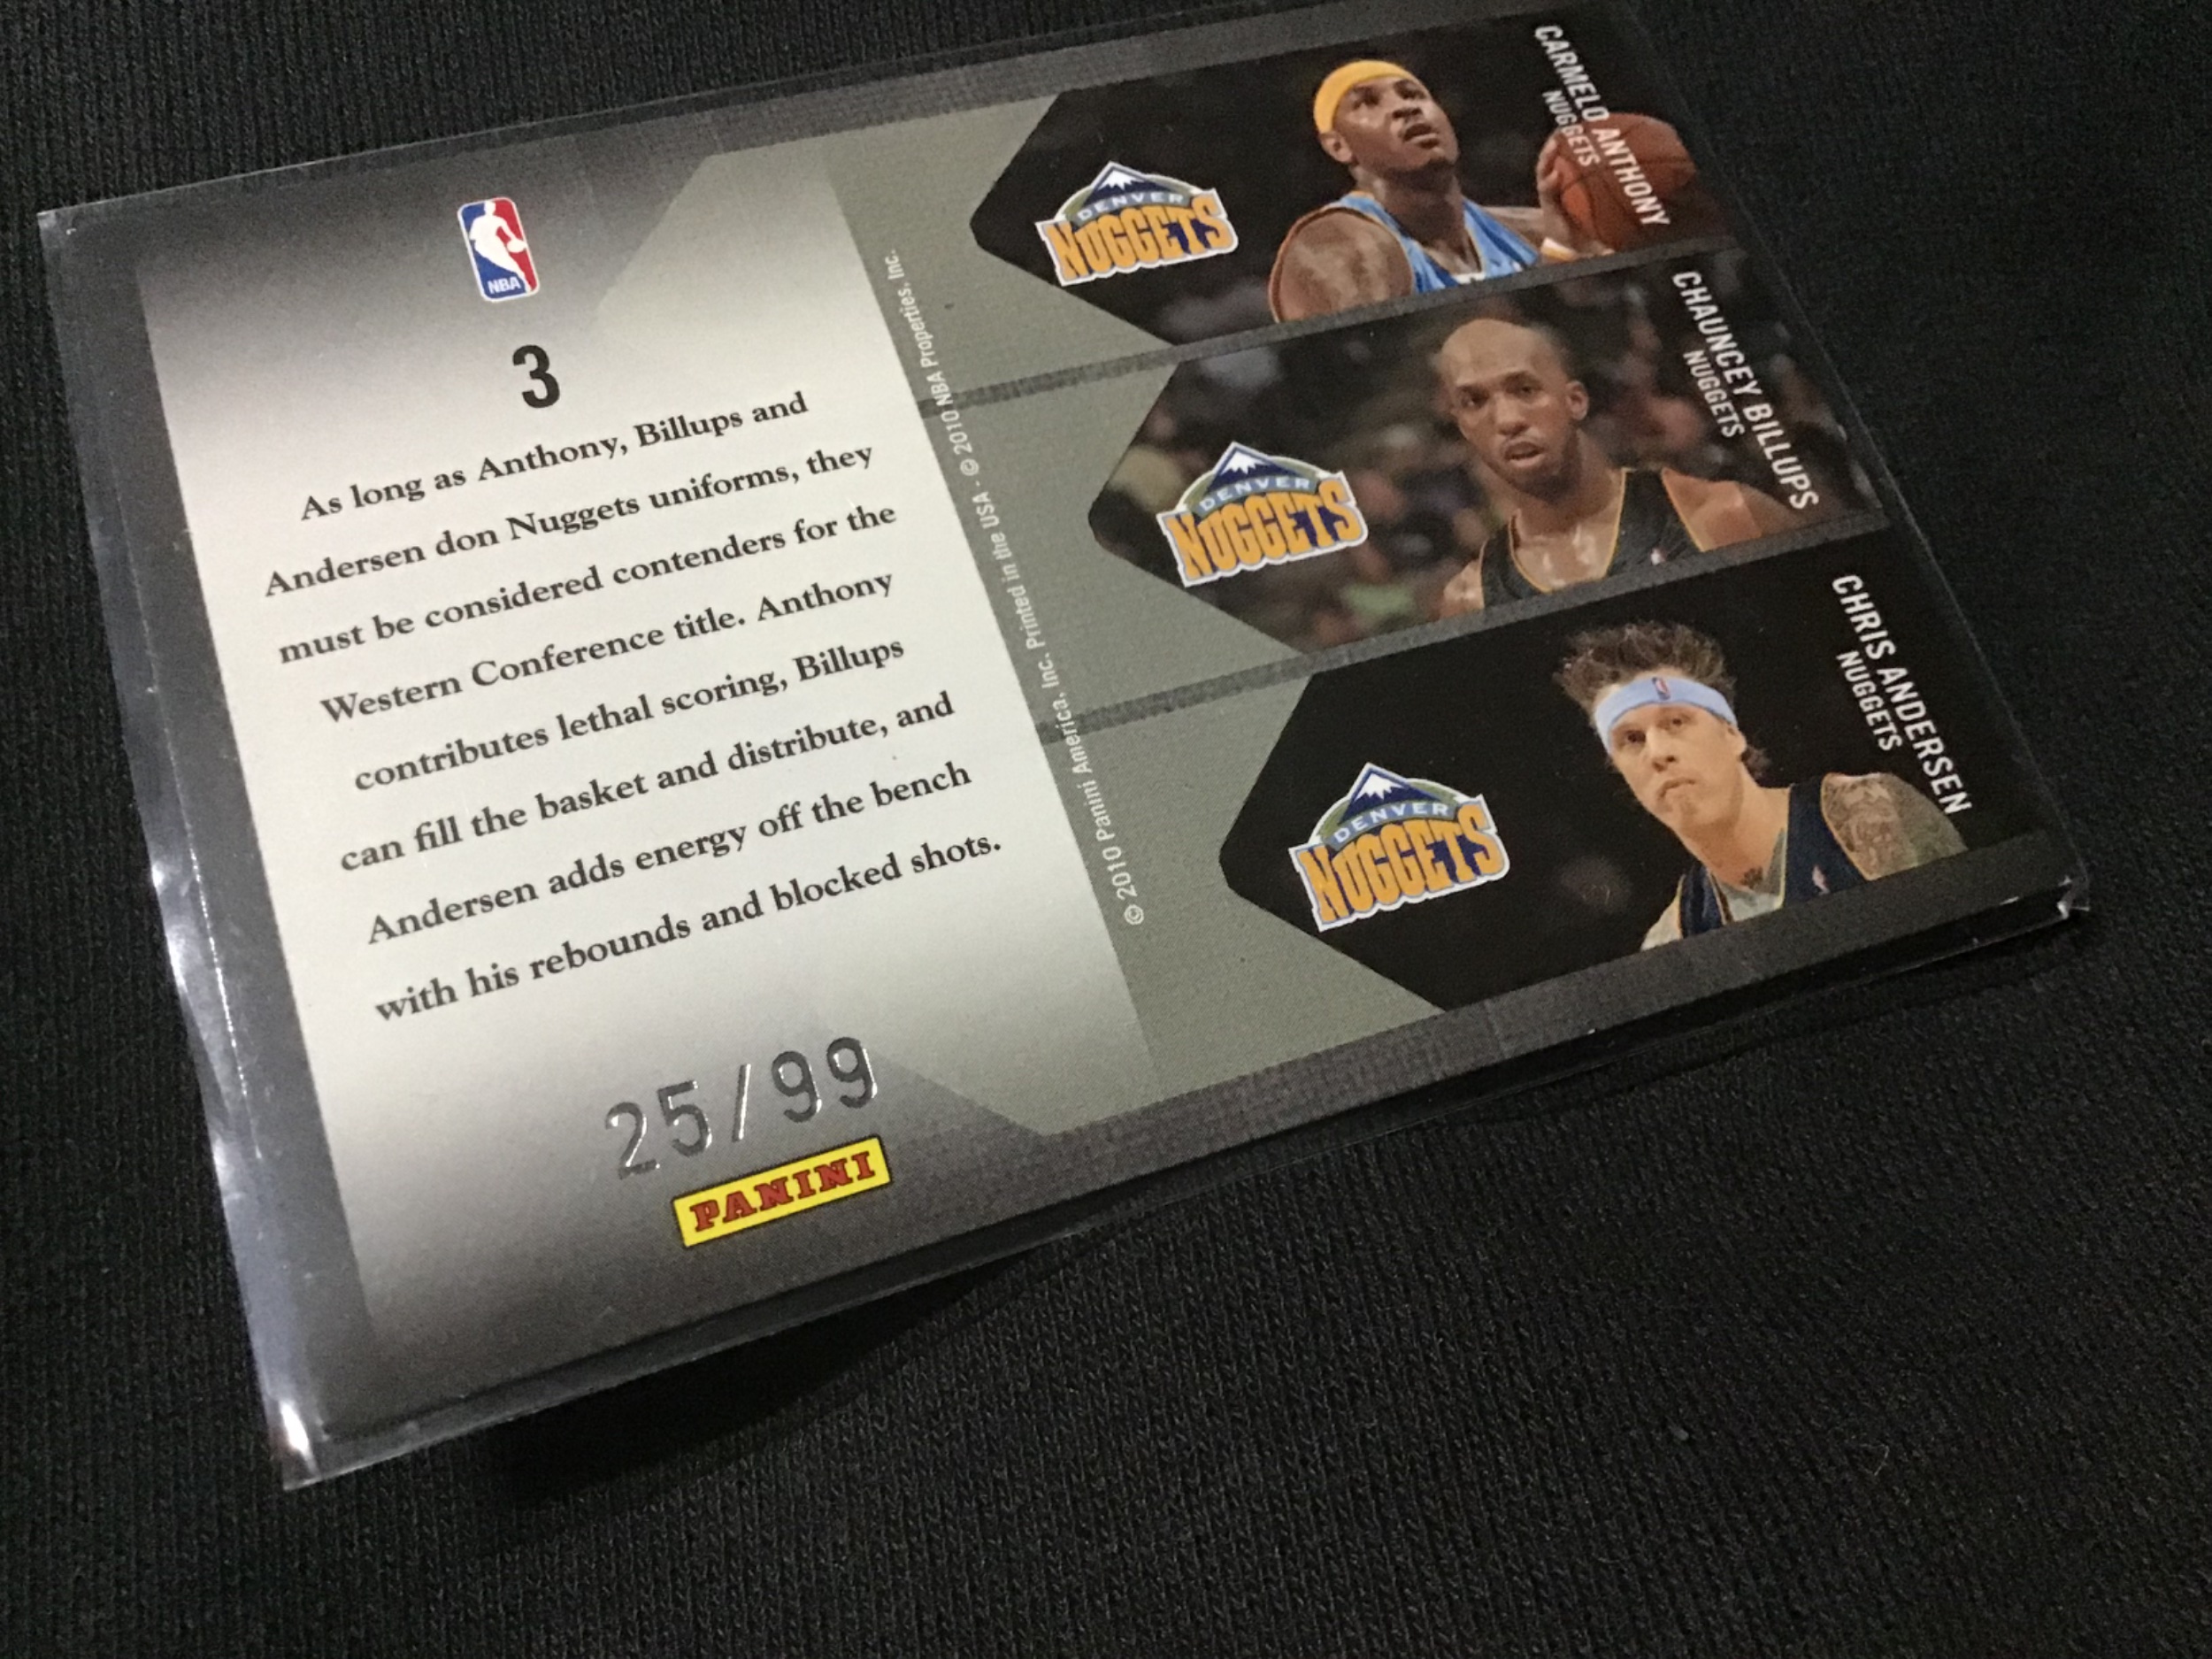 NBA
3
As long as Anthony, Billups and
Andersen don Nuggets uniforms, they
must be considered contenders for the
Western Conference title. Anthony
contributes lethal scoring, Billups
can fill the basket and distribute, and
Andersen adds energy off the bench
with his rebounds and blocked shots.
25/99
PANINI
© 2010 Panini America, Inc. Printed in the USA - © 2010 NBA Properties, Inc.
DENVER
NUGGETS
CARMELO ANTHONY
NUGGETS
DENVER
NUGGETS
CHAUNCEY BILLUPS
NUGGETS
DENVER
NUGGETS
CHRIS ANDERSEN
NUGGETS